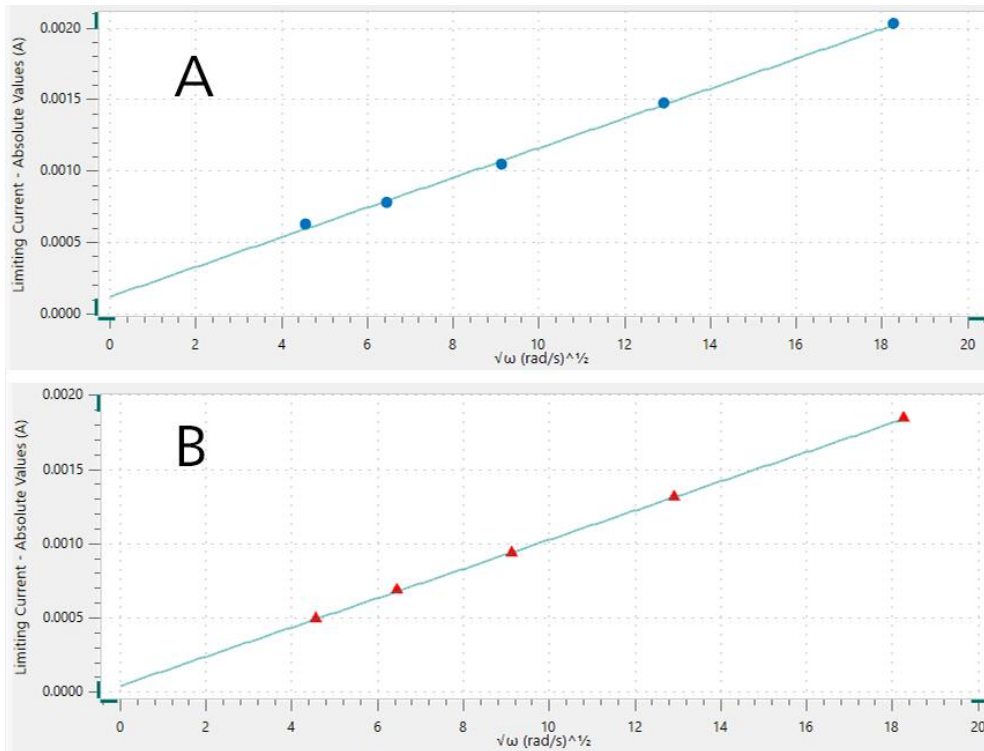 Limiting Current - Absolute Values (A)
0.0020
0.0015
0.0010
0.0005
0.0000
A
0 2 4 6 8 10 12 14 16 18 20
√ω (rad/s)^½
Limiting Current - Absolute Values (A)
0.0020
0.0015
0.0010
0.0005
0.0000
B
0 2 4 6 8 10 12 14 16 18 20
√ω (rad/s)^½